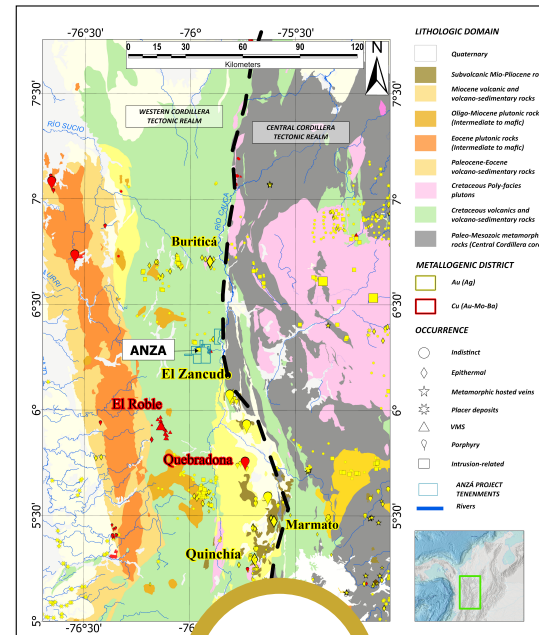 -76°30'
-76°
-75°30'
0 15 30 60 90 120
Kilometers
N
WESTERN CORDILLERA
TECTONIC REALM
CENTRAL CORDILLERA
TECTONIC REALM
7°30'
RÍO SUCIO
7°
RÍO CAUCA
Buriticá
URRI
6°30'
ANZA
El Zancudo
6°
El Roble
Quebradona
5°30'
Marmato
Quinchía
5°
-76°30'
-76°
LITHOLOGIC DOMAIN
Quaternary
Subvolcanic Mio-Pliocene ro
Miocene volcanic and
volcano-sedimentary rocks
Oligo-Miocene plutonic rock
(Intermediate to mafic)
Eocene plutonic rocks
(Intermediate to mafic)
Paleocene-Eocene
volcano-sedimentary rocks
Cretaceous Poly-facies
plutons
Cretaceous volcanics and
volcano-sedimentary rocks
Paleo-Mesozoic metamorph
rocks (Central Cordillera cor
METALLOGENIC DISTRICT
Au (Ag)
Cu (Au-Mo-Ba)
OCCURRENCE
Indistinct
Epithermal
Metamorphic hosted veins
Placer deposits
VMS
Porphyry
Intrusion-related
ANZÁ PROJECT
TENEMENTS
Rivers